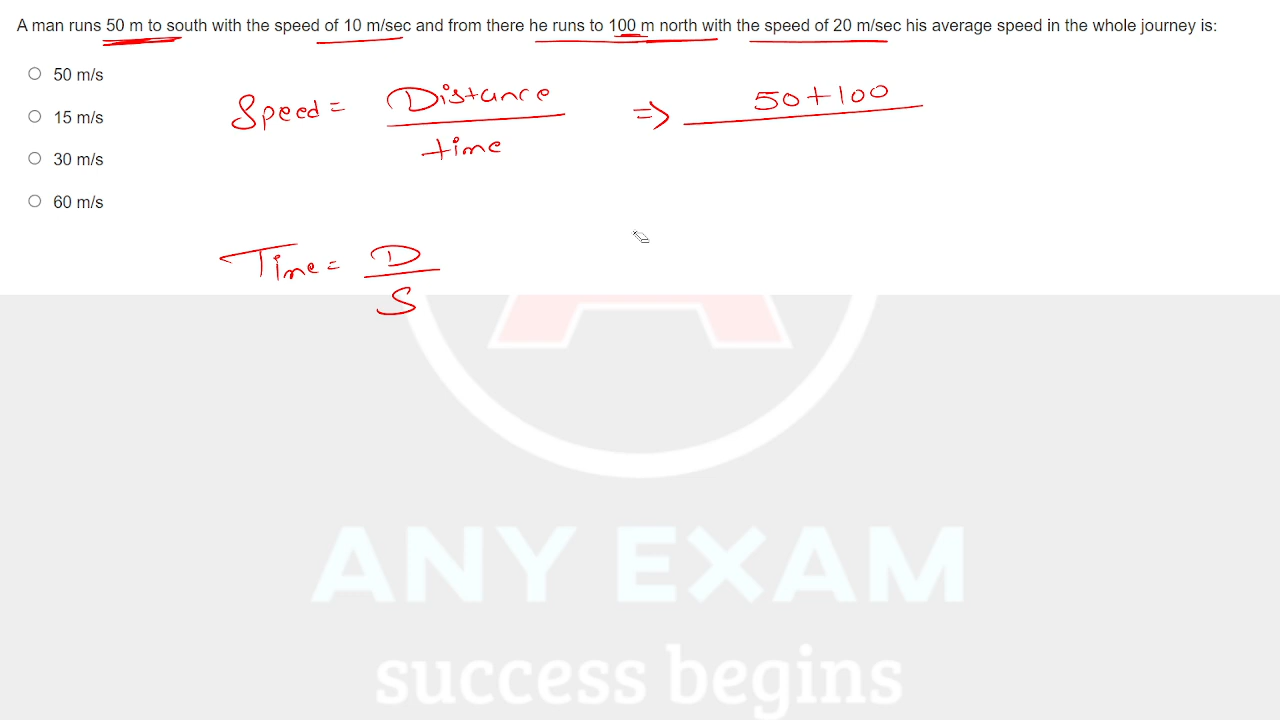 A man runs 50 m to south with the speed of 10 m/sec and from there he runs to 100 m north with the speed of 20 m/sec his average speed in the whole journey is:
50 m/s
15 m/s
30 m/s
60 m/s
Speed = Distance / time => 50+100
Time = D / S
ANY EXAM
success begins